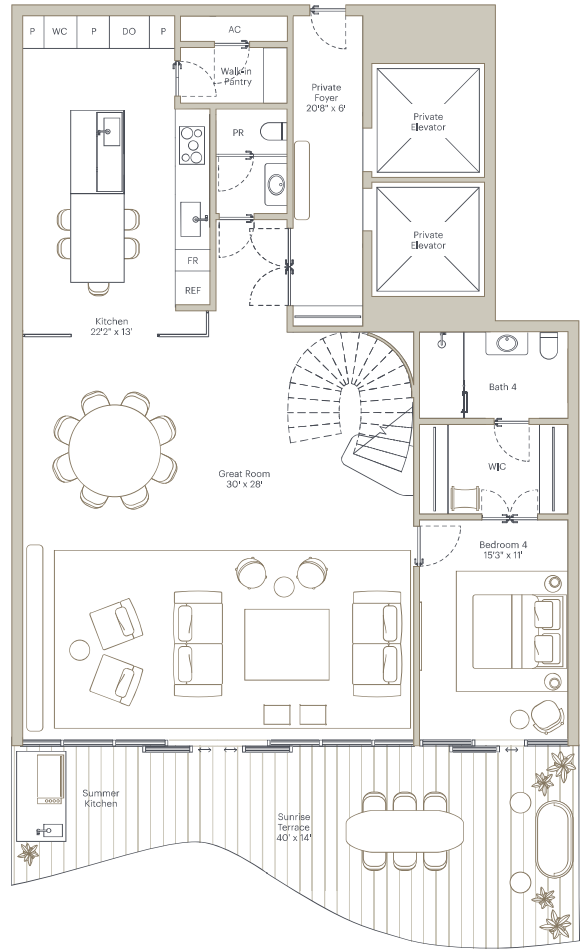 P WC P DO P
AC
Walk-in
Pantry
Private
Foyer
20'8" x 6'
Private
Elevator
PR
Private
Elevator
FR
REF
Kitchen
22'2" x 13'
Bath 4
WIC
Great Room
30' x 28'
Bedroom 4
15'3" x 11'
Summer
Kitchen
Sunrise
Terrace
40' x 14'